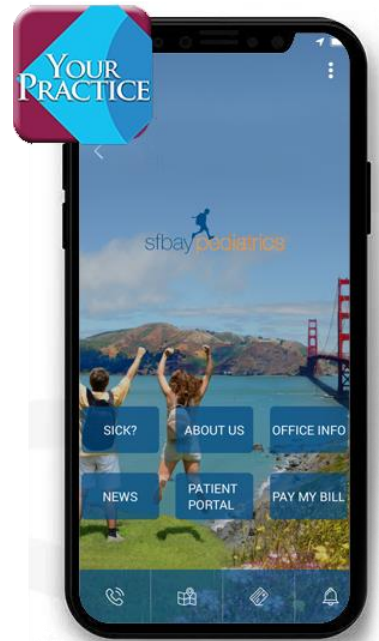 YOUR
PRACTICE
sfbaypediatrics
SICK?
ABOUT US
OFFICE INFO
NEWS
PATIENT
PORTAL
PAY MY BILL